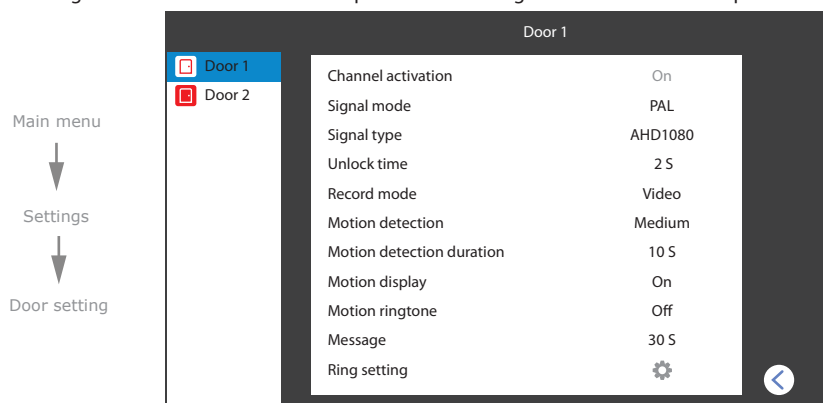 Door 1
Door 1
Door 2
Main menu
Settings
Door setting
Channel activation On
Signal mode PAL
Signal type AHD1080
Unlock time 2 S
Record mode Video
Motion detection Medium
Motion detection duration 10 S
Motion display On
Motion ringtone Off
Message 30 S
Ring setting